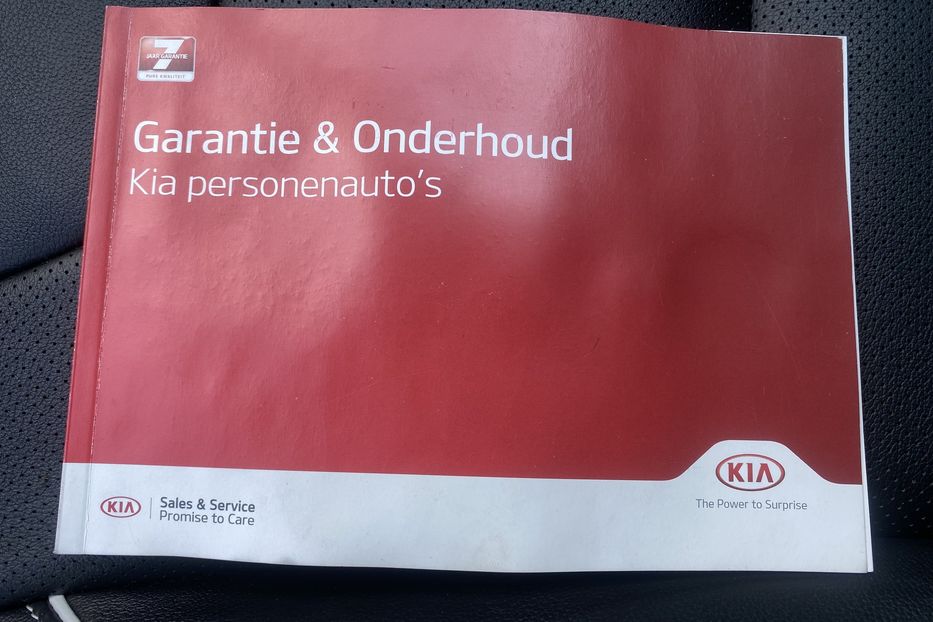 7
JAAR GARANTIE
PURE KWALITEIT
Garantie & Onderhoud
Kia personenauto's
KIA
Sales & Service
Promise to Care
KIA
The Power to Surprise